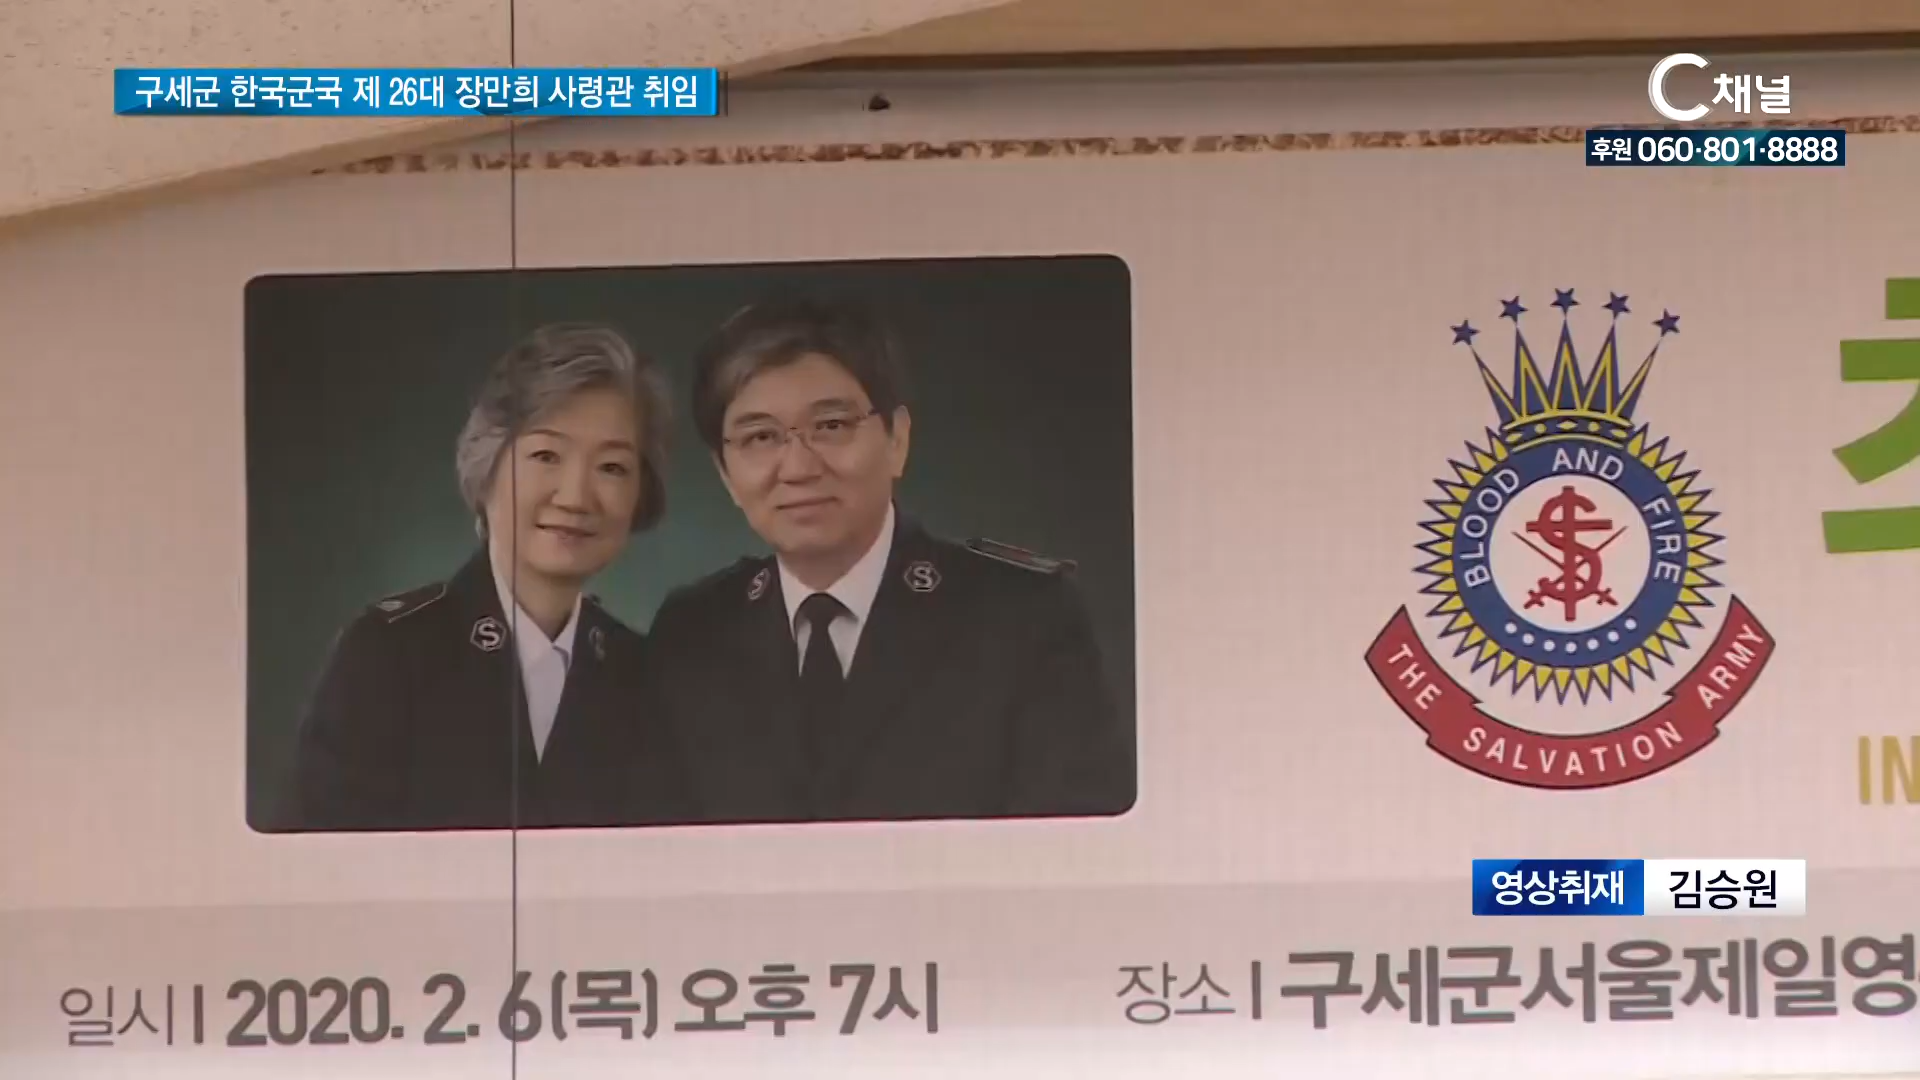 구세군 한국군국 제 26대 장만희 사령관 취임
C채널
후원 060·801·8888
S
S
S
BLOOD AND FIRE
S
THE SALVATION ARMY
IN
영상취재 김승원
일시 | 2020. 2. 6(목) 오후 7시
장소 | 구세군서울제일영